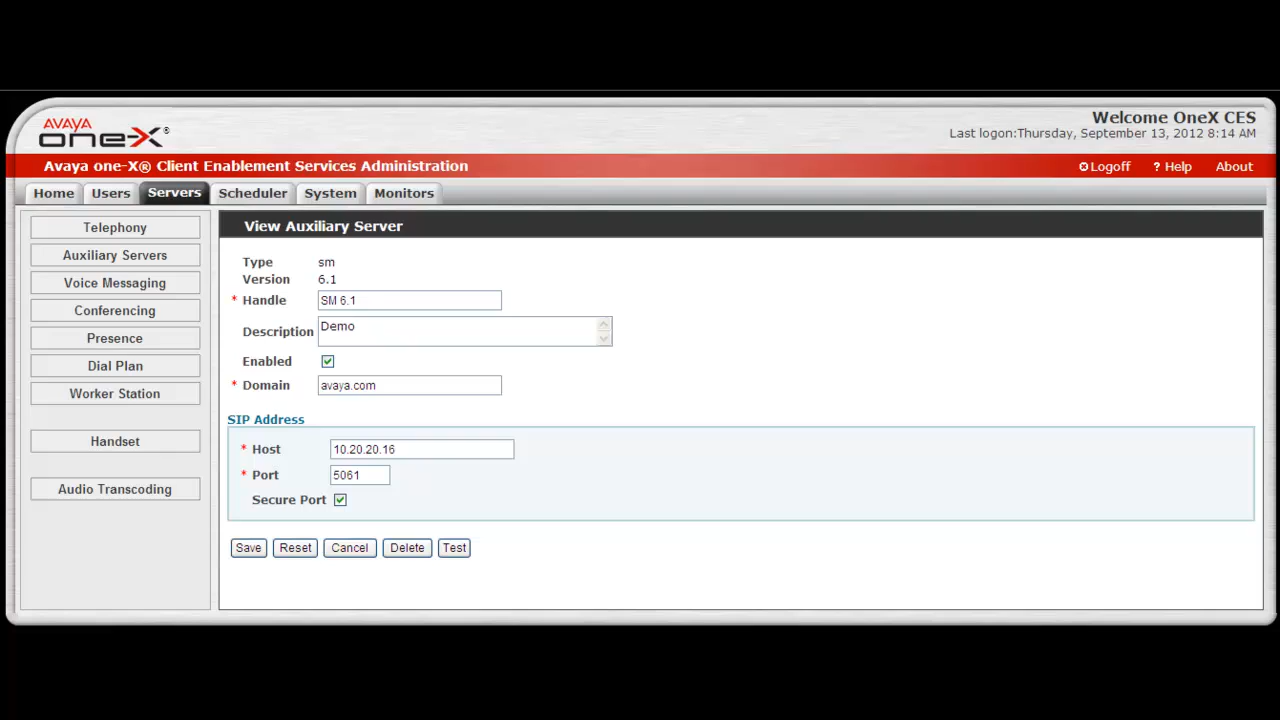 AVAYA
one-X®
Welcome OneX CES
Last logon:Thursday, September 13, 2012 8:14 AM
Avaya one-X® Client Enablement Services Administration
Logoff
? Help
About
Home
Users
Servers
Scheduler
System
Monitors
Telephony
Auxiliary Servers
Voice Messaging
Conferencing
Presence
Dial Plan
Worker Station
Handset
Audio Transcoding
View Auxiliary Server
Type sm
Version 6.1
* Handle SM 6.1
Description Demo
Enabled
* Domain avaya.com
SIP Address
* Host 10.20.20.16
* Port 5061
Secure Port
Save Reset Cancel Delete Test